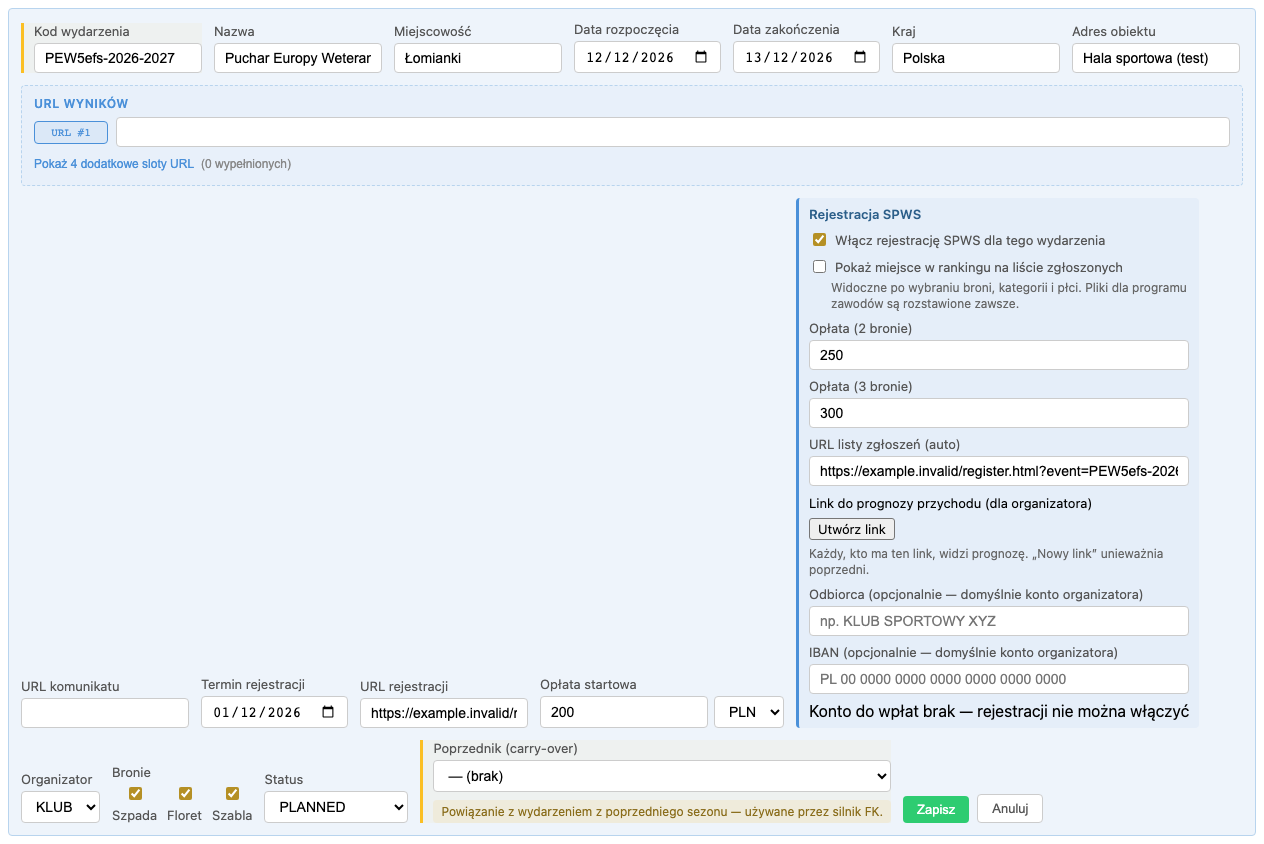 Kod wydarzenia
PEW5efs-2026-2027
Nazwa
Puchar Europy Weterar
Miejscowość
Łomianki
Data rozpoczęcia
12/12/2026
Data zakończenia
13/12/2026
Kraj
Polska
Adres obiektu
Hala sportowa (test)
URL WYNIKÓW
URL #1
Pokaż 4 dodatkowe sloty URL (0 wypełnionych)
Rejestracja SPWS
Włącz rejestrację SPWS dla tego wydarzenia
Pokaż miejsce w rankingu na liście zgłoszonych
Widoczne po wybraniu broni, kategorii i płci. Pliki dla programu
zawodów są rozstawione zawsze.
Opłata (2 bronie)
250
Opłata (3 bronie)
300
URL listy zgłoszeń (auto)
https://example.invalid/register.html?event=PEW5efs-2026
Link do prognozy przychodu (dla organizatora)
Utwórz link
Każdy, kto ma ten link, widzi prognozę. „Nowy link” unieważnia
poprzedni.
Odbiorca (opcjonalnie — domyślnie konto organizatora)
np. KLUB SPORTOWY XYZ
IBAN (opcjonalnie — domyślnie konto organizatora)
PL 00 0000 0000 0000 0000 0000 0000
Konto do wpłat brak — rejestracji nie można włączyć
URL komunikatu
Termin rejestracji
01/12/2026
URL rejestracji
https://example.invalid/r
Opłata startowa
200
PLN
Organizator
KLUB
Bronie
Szpada
Floret
Szabla
Status
PLANNED
Poprzednik (carry-over)
— (brak)
Powiązanie z wydarzeniem z poprzedniego sezonu — używane przez silnik FK.
Zapisz
Anuluj